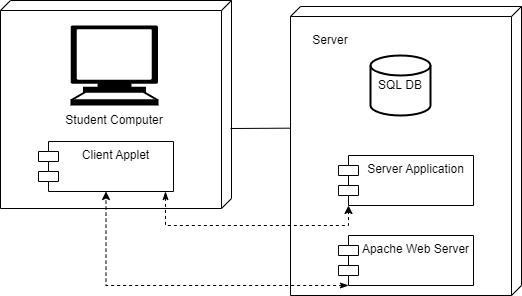 Student Computer
Client Applet
Server
SQL DB
Server Application
Apache Web Server